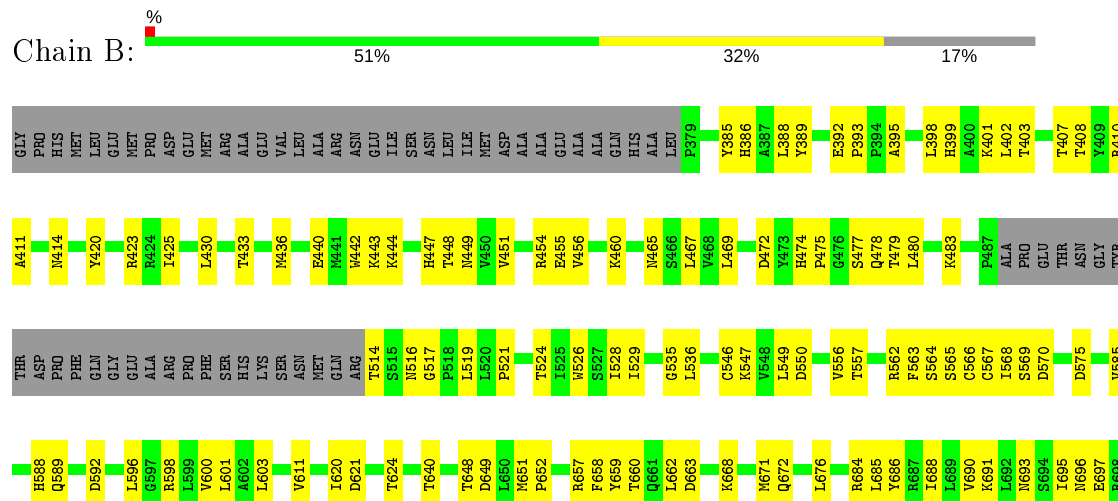 %
Chain B:
51% 32% 17%
GLY PRO HIS MET LEU GLU MET PRO ASP GLU MET ARG ALA GLU VAL LEU ALA ARG ASN GLU ILE SER ASN LEU ILE MET ASP ALA ALA GLU ALA ALA GLN HIS ALA LEU P379 Y385 H386 A387 L388 Y389 E392 P393 P394 A395 L398 H399 A400 K401 L402 T403 T407 T408 Y409 R410
A411 N414 Y420 R423 R424 I425 L430 T433 M436 E440 M441 W442 K443 K444 H447 T448 N449 V450 V451 R454 E455 V456 K460 N465 S466 L467 V468 L469 D472 Y473 H474 P475 G476 S477 Q478 T479 L480 K483 P487 ALA PRO GLU THR ASN GLY TYR
THR ASP PRO PHE GLN GLY GLU ALA ARG PRO PHE SER HIS LYS SER ASN MET GLN ARG T514 S515 N516 G517 P518 L519 L520 P521 T524 I525 W526 S527 I528 I529 G535 L536 C546 K547 V548 L549 D550 V556 T557 R562 F563 S564 S565 C566 C567 I568 S569 D570 D575 V585
H588 Q589 D592 L596 G597 R598 L599 V600 L601 A602 L603 V611 I620 D621 T624 T640 T648 D649 L650 M651 P652 R657 F658 Y659 T660 Q661 L662 D663 K668 M671 Q672 L676 R684 L685 Y686 R687 I688 L689 V690 K691 L692 N693 S694 I695 N696 E697